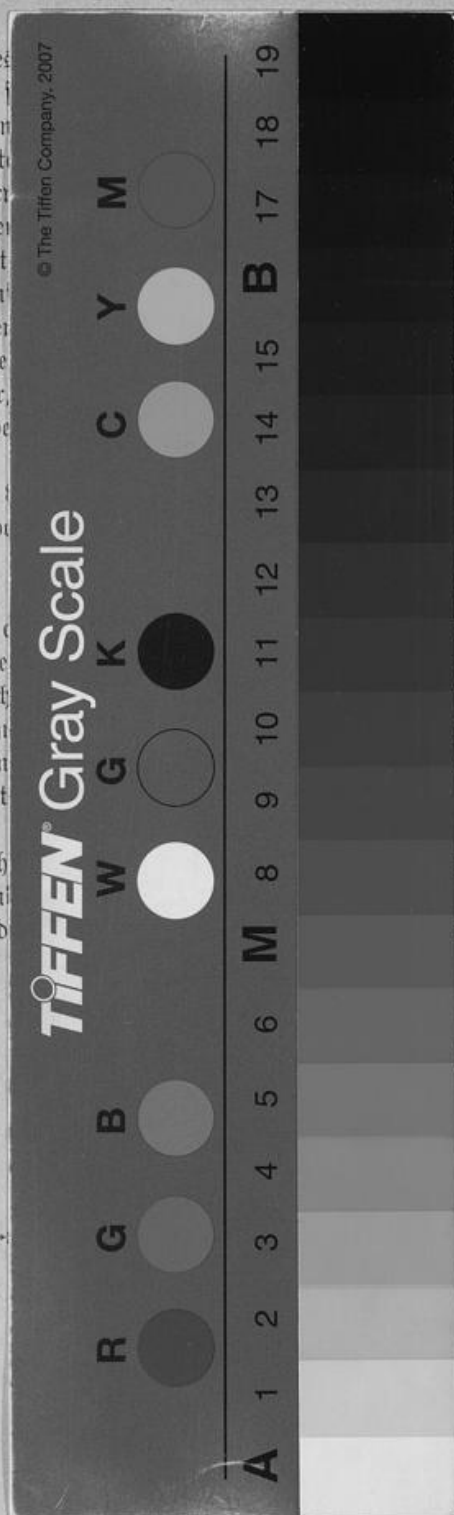 © The Tiffen Company, 2007
TIFFEN® Gray Scale
R G B W G K C Y M
A 1 2 3 4 5 6 M 8 9 10 11 12 13 14 15 B 17 18 19